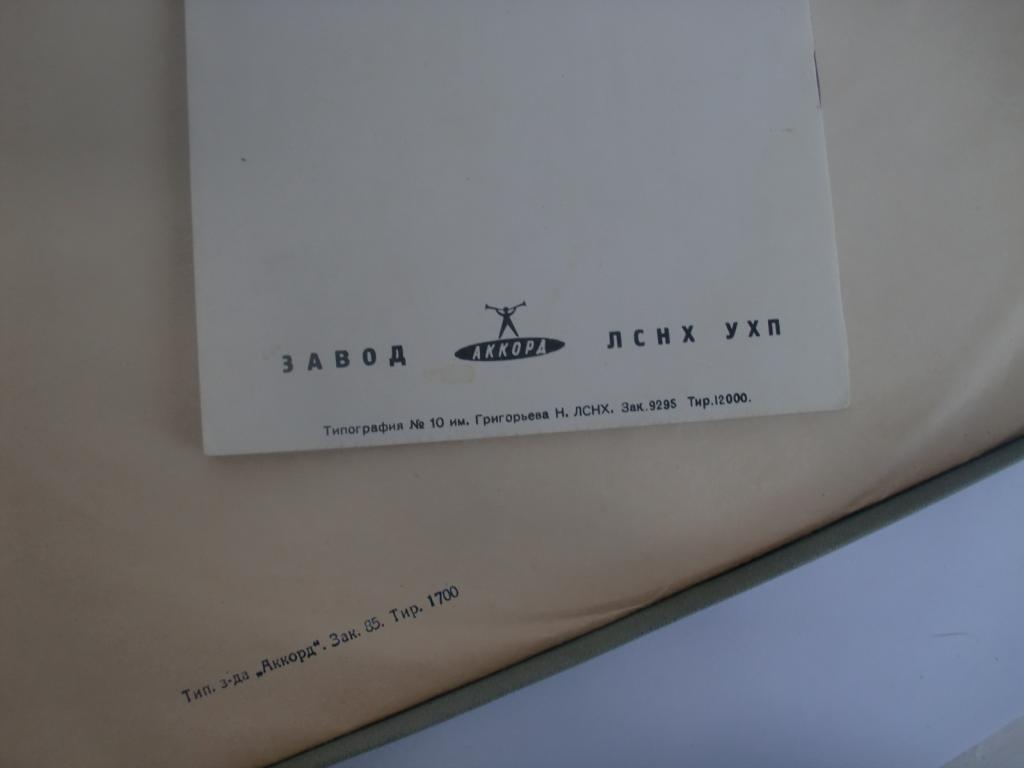 ЗАВОД АККОРД ЛСНХ УХП
Типография № 10 им. Григорьева Н. ЛСНХ. Зак. 9295 Тир. 12000.
Тип. з-да „Аккорд“. Зак. 85. Тир. 1700